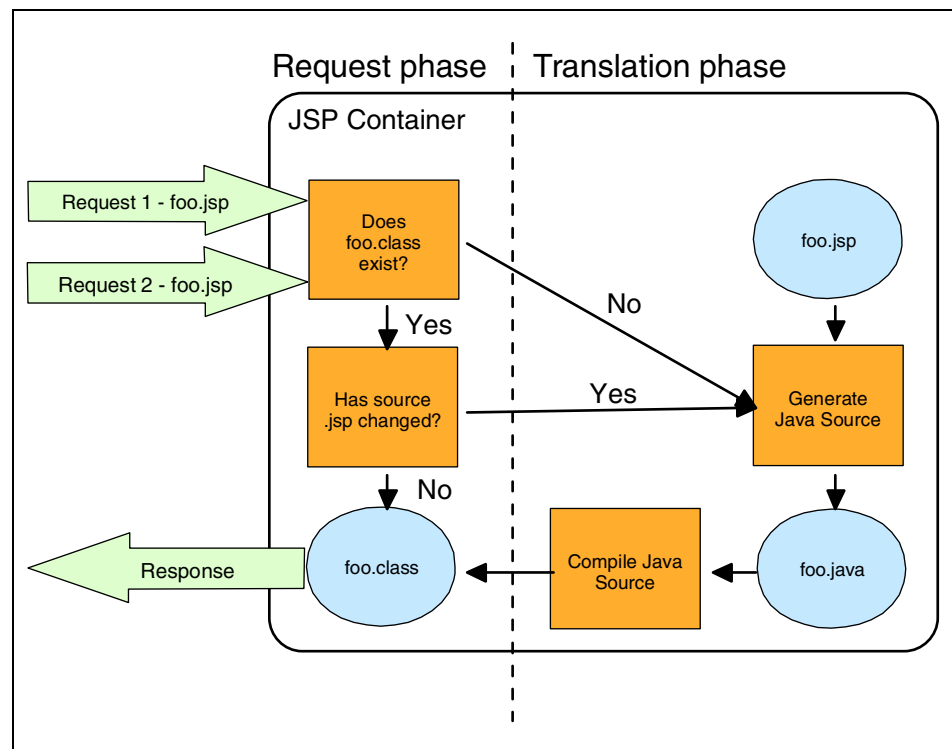 Request phase
Translation phase
JSP Container
Request 1 - foo.jsp
Does
foo.class
exist?
foo.jsp
Request 2 - foo.jsp
No
Yes
Has source
.jsp changed?
Yes
Generate
Java Source
No
Response
foo.class
Compile Java
Source
foo.java